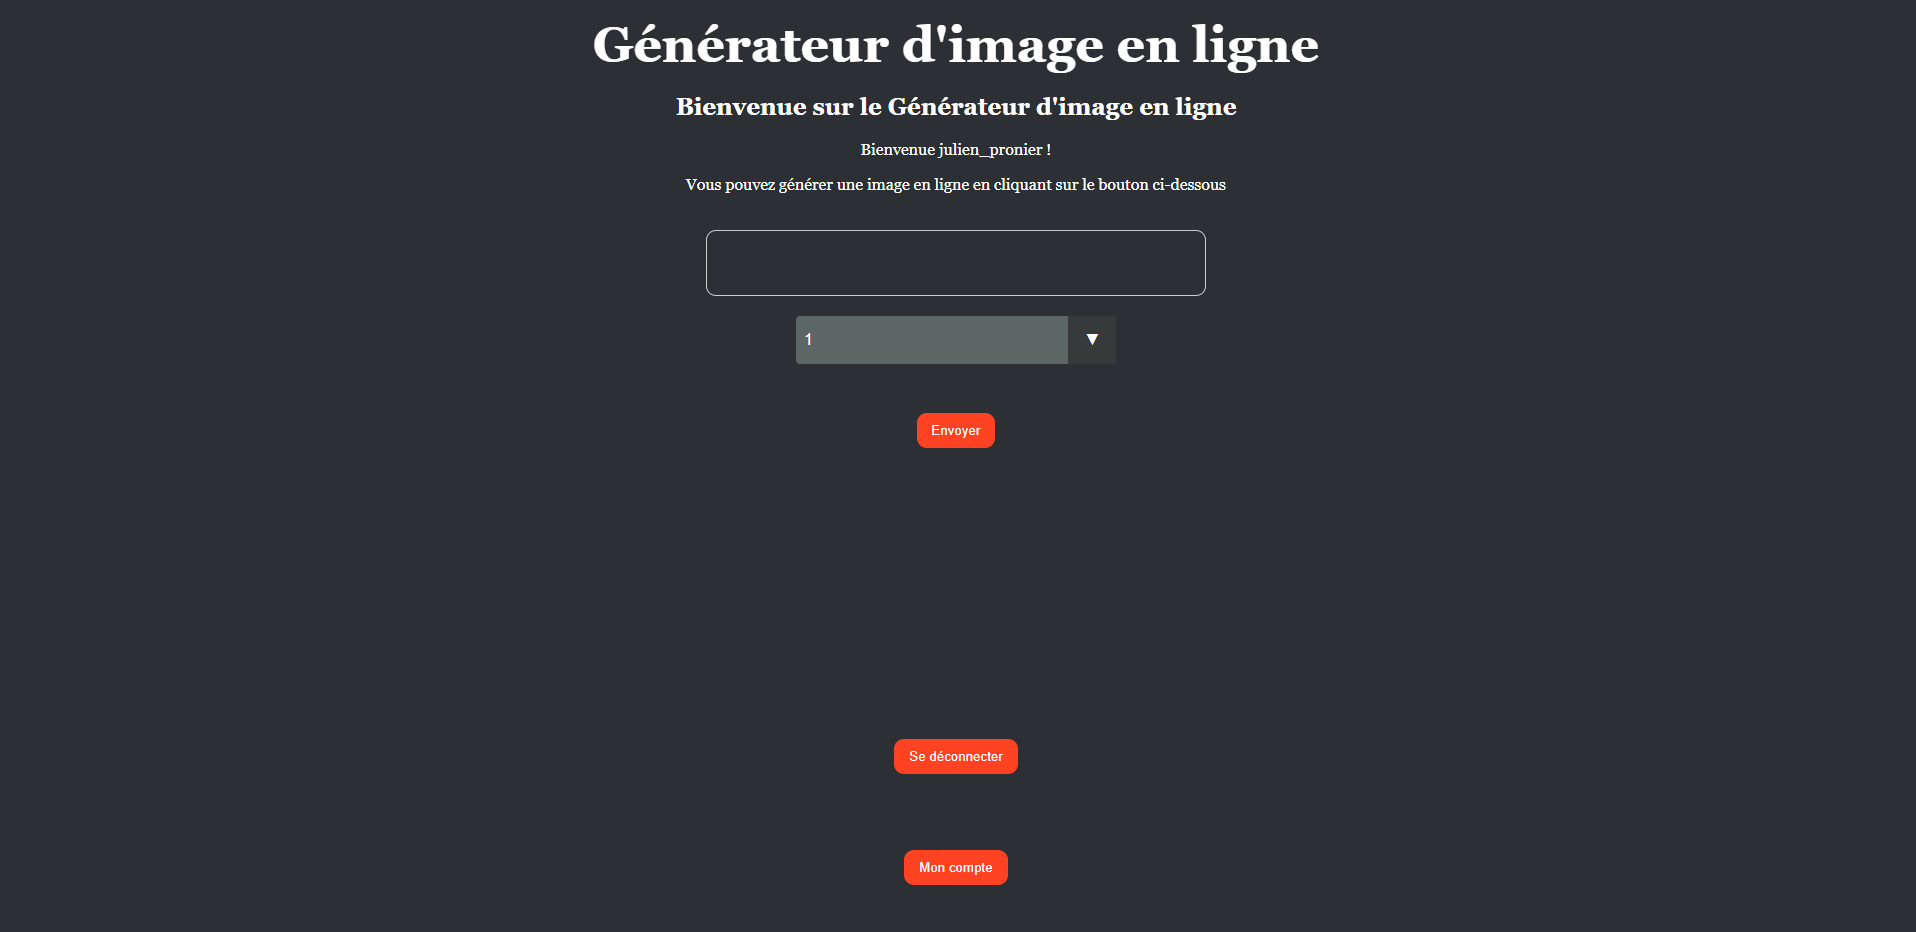 Générateur d'image en ligne
Bienvenue sur le Générateur d'image en ligne
Bienvenue julien_pronier !
Vous pouvez générer une image en ligne en cliquant sur le bouton ci-dessous
1
Envoyer
Se déconnecter
Mon compte